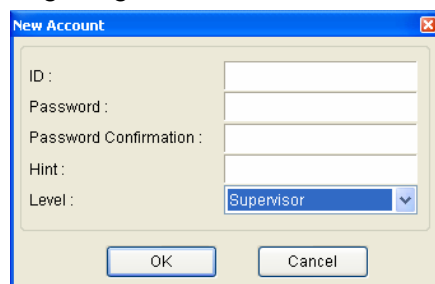 New Account
ID :
Password :
Password Confirmation :
Hint :
Level : Supervisor
OK Cancel